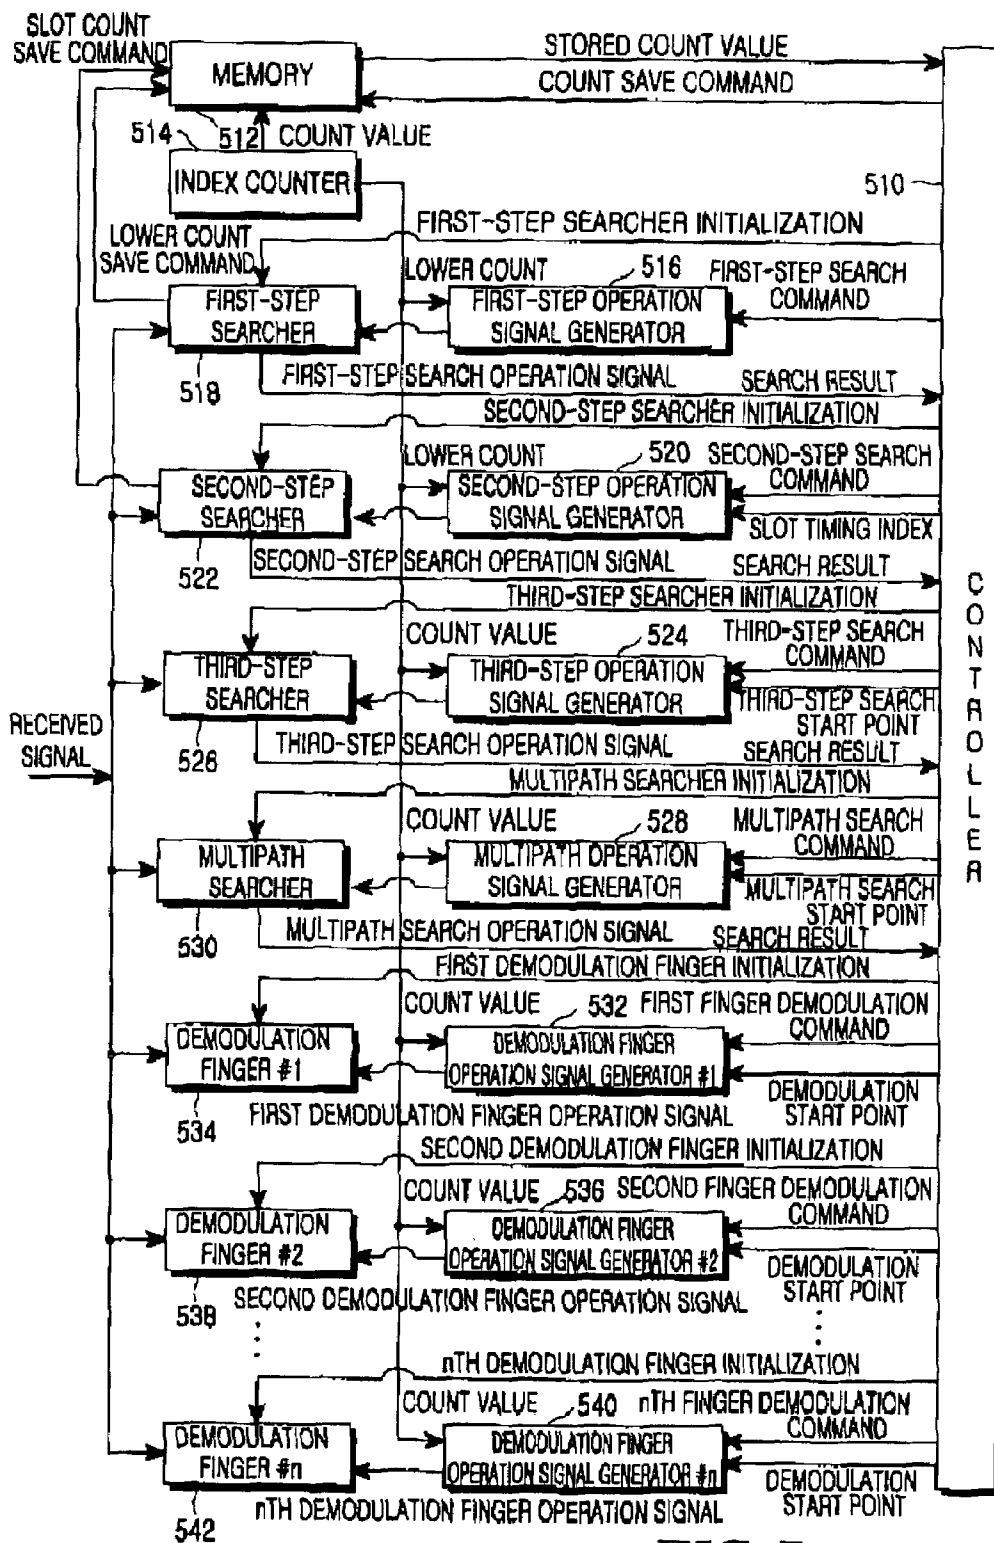 SLOT COUNT
SAVE COMMAND
MEMORY
STORED COUNT VALUE
COUNT SAVE COMMAND
514
512
COUNT VALUE
INDEX COUNTER
510
FIRST-STEP SEARCHER INITIALIZATION
LOWER COUNT
SAVE COMMAND
LOWER COUNT
516
FIRST-STEP SEARCH
COMMAND
FIRST-STEP
SEARCHER
FIRST-STEP OPERATION
SIGNAL GENERATOR
518
FIRST-STEP SEARCH OPERATION SIGNAL
SEARCH RESULT
SECOND-STEP SEARCHER INITIALIZATION
LOWER COUNT
520
SECOND-STEP SEARCH
COMMAND
SECOND-STEP
SEARCHER
SECOND-STEP OPERATION
SIGNAL GENERATOR
SLOT TIMING INDEX
522
SECOND-STEP SEARCH OPERATION SIGNAL
SEARCH RESULT
THIRD-STEP SEARCHER INITIALIZATION
CONTROLLER
COUNT VALUE
524
THIRD-STEP SEARCH
COMMAND
THIRD-STEP
SEARCHER
THIRD-STEP OPERATION
SIGNAL GENERATOR
THIRD-STEP SEARCH
START POINT
RECEIVED
SIGNAL
526
THIRD-STEP SEARCH OPERATION SIGNAL
SEARCH RESULT
MULTIPATH SEARCHER INITIALIZATION
COUNT VALUE
528
MULTIPATH SEARCH
COMMAND
MULTIPATH
SEARCHER
MULTIPATH OPERATION
SIGNAL GENERATOR
MULTIPATH SEARCH
START POINT
530
MULTIPATH SEARCH OPERATION SIGNAL
SEARCH RESULT
FIRST DEMODULATION FINGER INITIALIZATION
COUNT VALUE
532
FIRST FINGER DEMODULATION
COMMAND
DEMODULATION
FINGER #1
DEMODULATION FINGER
OPERATION SIGNAL GENERATOR #1
DEMODULATION
START POINT
534
FIRST DEMODULATION FINGER OPERATION SIGNAL
SECOND DEMODULATION FINGER INITIALIZATION
COUNT VALUE
536
SECOND FINGER DEMODULATION
COMMAND
DEMODULATION
FINGER #2
DEMODULATION FINGER
OPERATION SIGNAL GENERATOR #2
DEMODULATION
START POINT
538
SECOND DEMODULATION FINGER OPERATION SIGNAL
nTH DEMODULATION FINGER INITIALIZATION
COUNT VALUE
540
nTH FINGER DEMODULATION
COMMAND
DEMODULATION
FINGER #n
DEMODULATION FINGER
OPERATION SIGNAL GENERATOR #n
DEMODULATION
START POINT
542
nTH DEMODULATION FINGER OPERATION SIGNAL